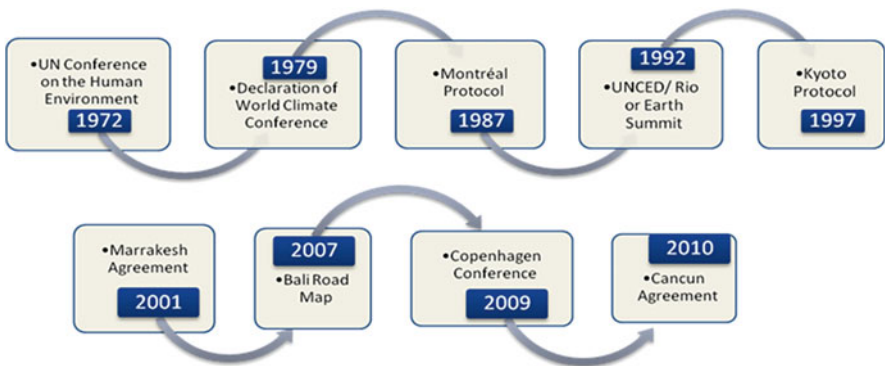 •UN Conference
on the Human
Environment
1972
1979
•Declaration of
World Climate
Conference
•Montréal
Protocol
1987
1992
•UNCED/ Rio
or Earth
Summit
•Kyoto
Protocol
1997
•Marrakesh
Agreement
2001
2007
•Bali Road
Map
•Copenhagen
Conference
2009
2010
•Cancun
Agreement